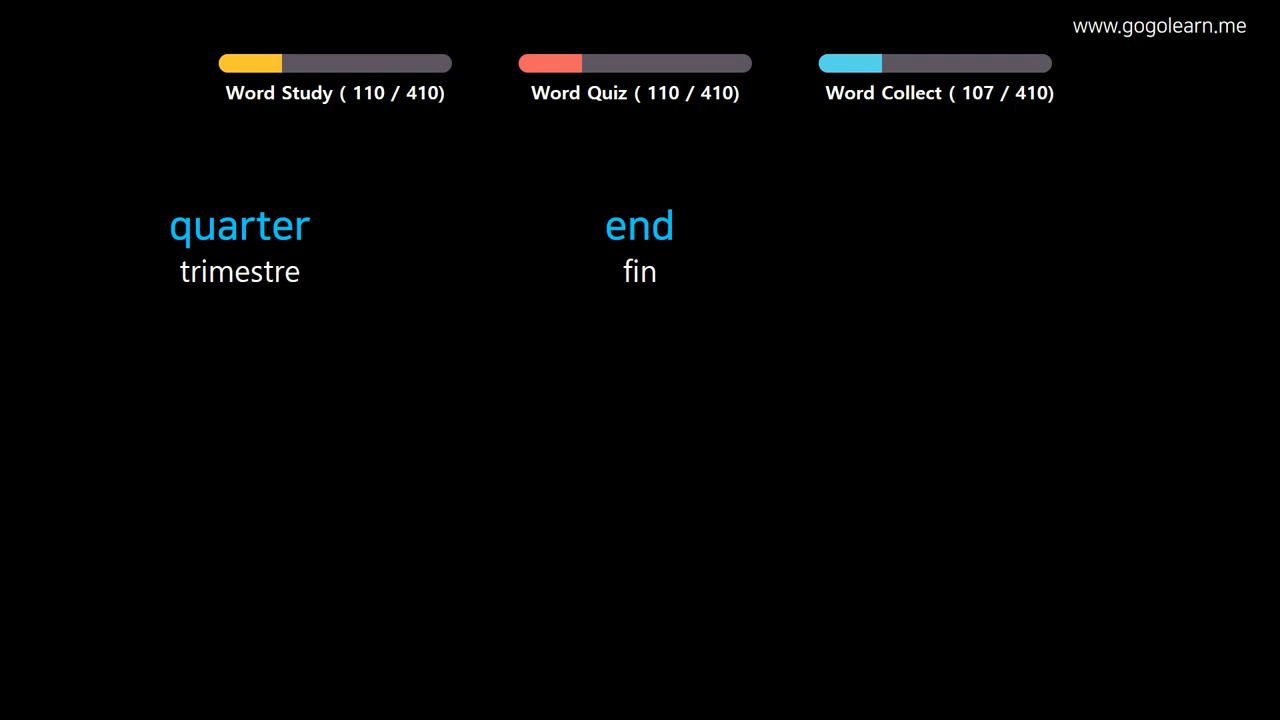 www.gogolearn.me
Word Study ( 110 / 410)
Word Quiz ( 110 / 410)
Word Collect ( 107 / 410)
quarter
trimestre
end
fin